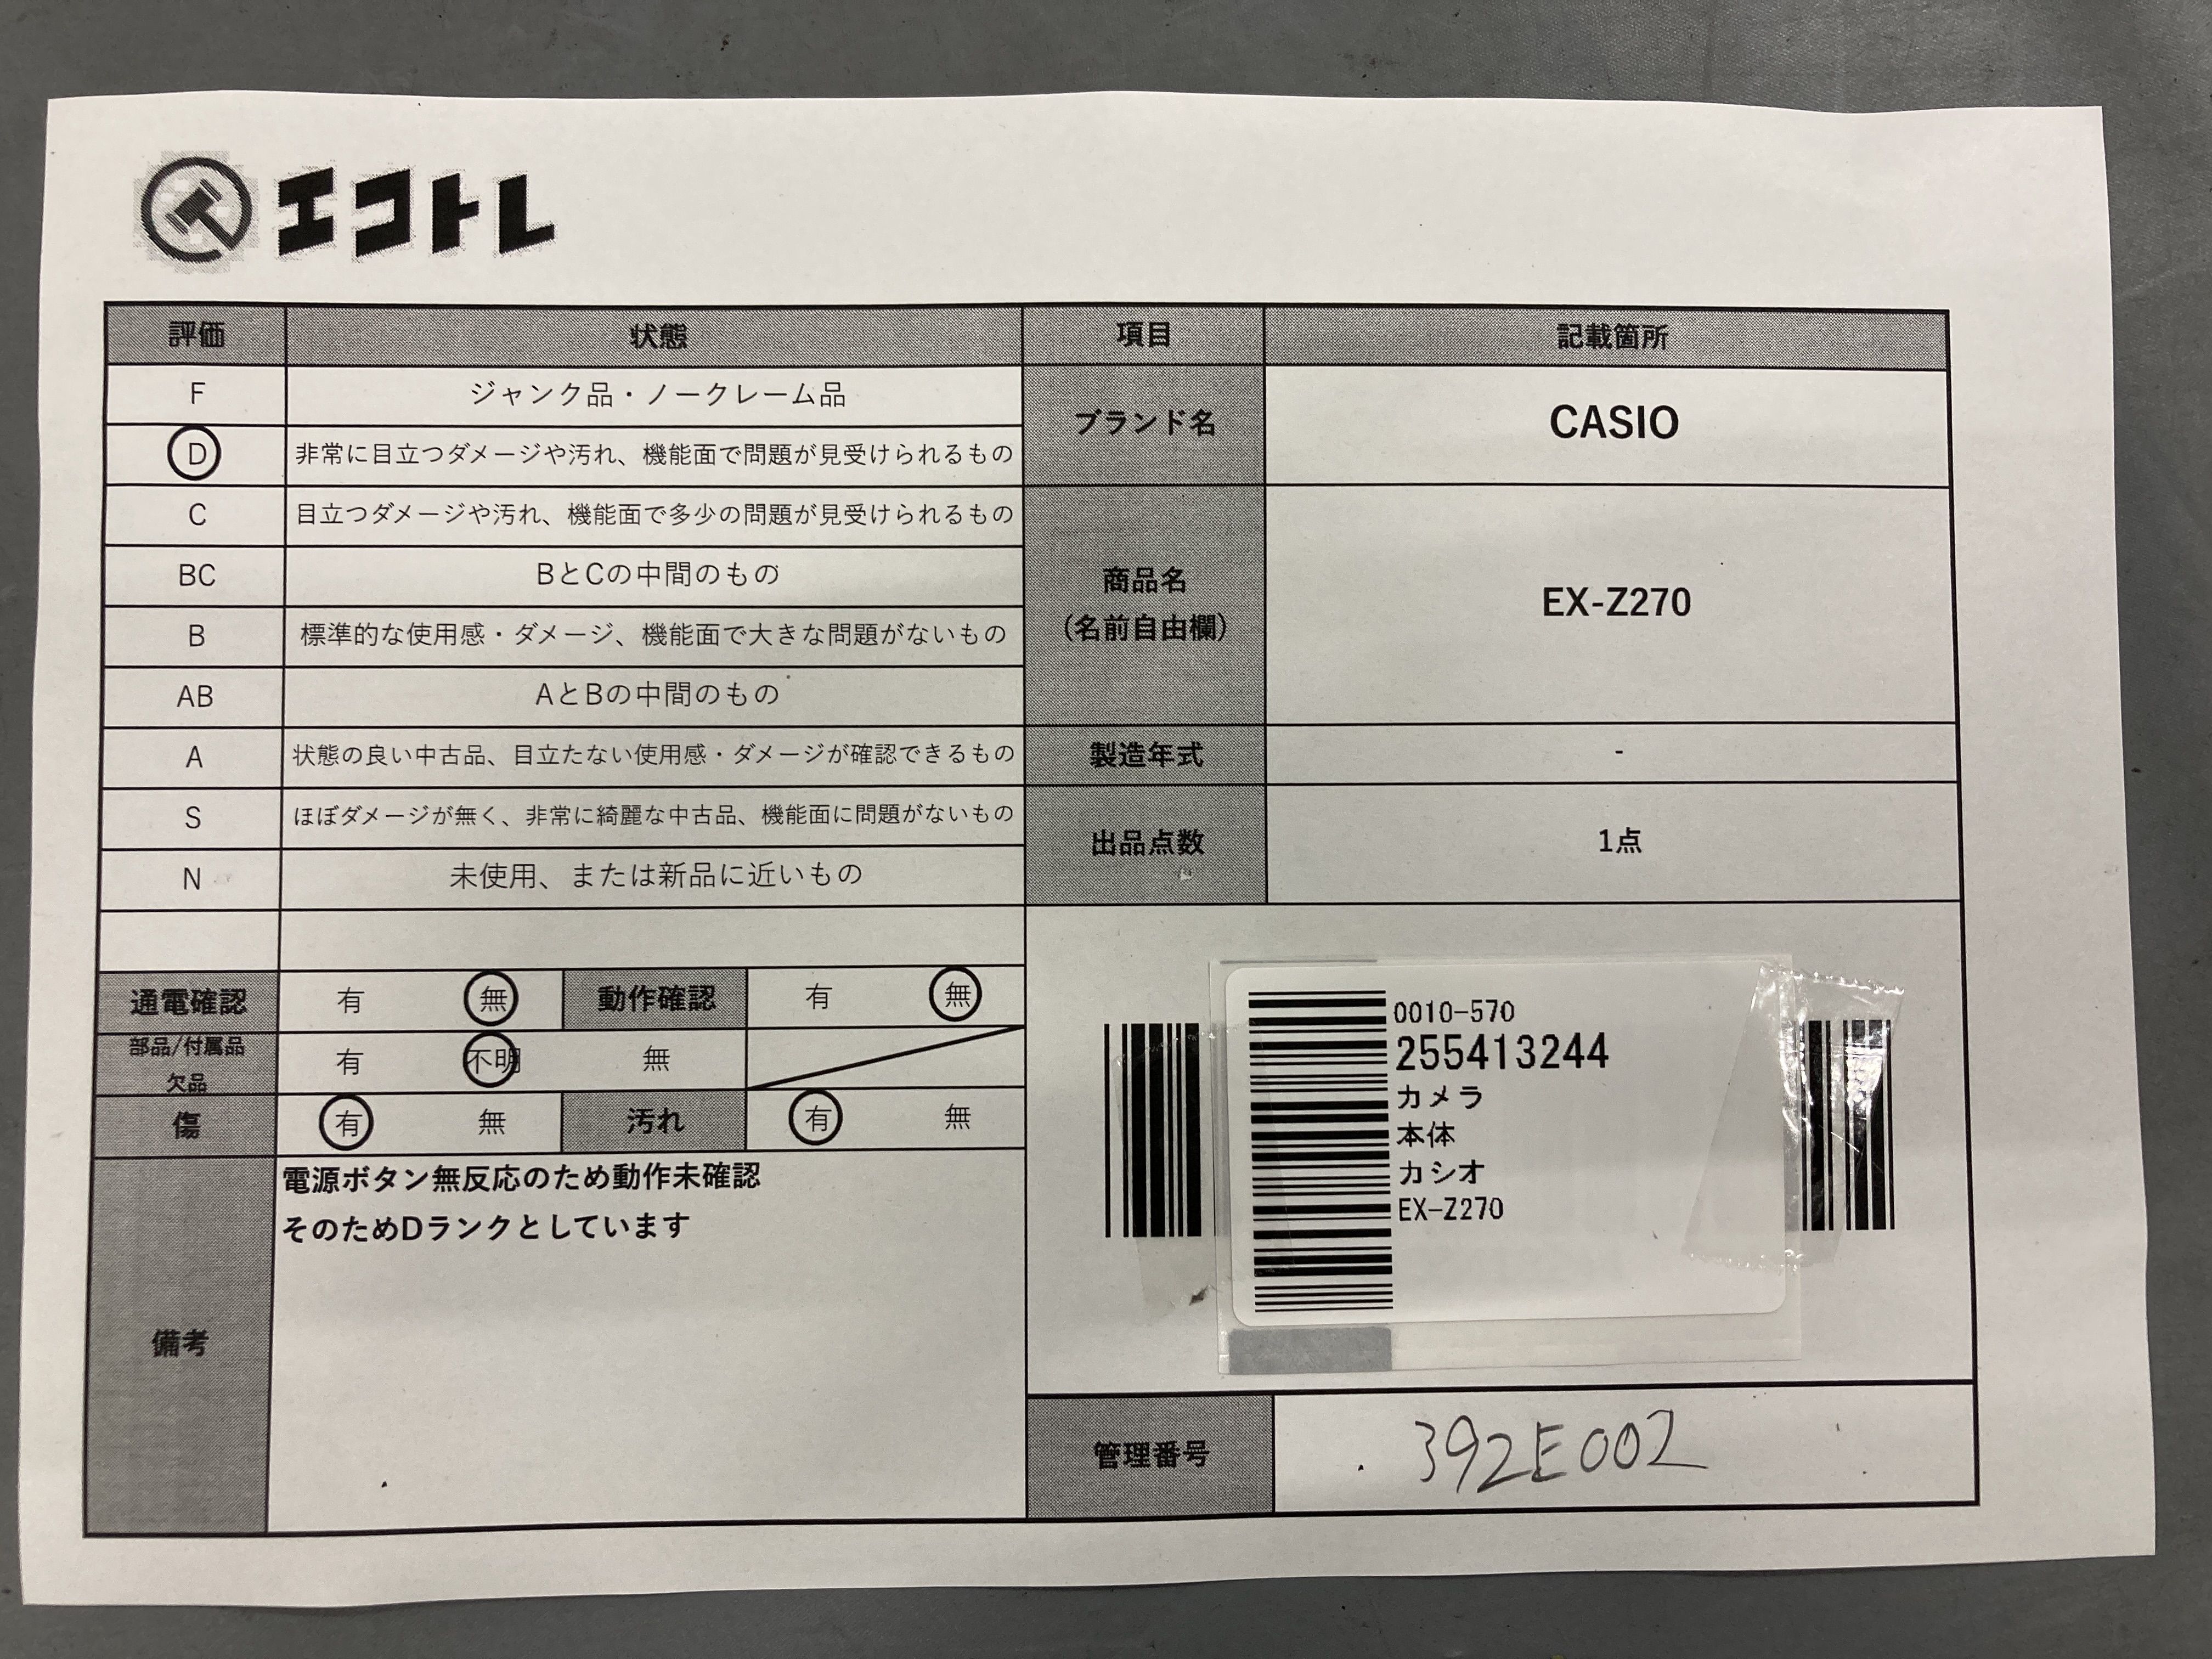 エコトレ
評価 状態 項目 記載箇所
F ジャンク品・ノークレーム品
D 非常に目立つダメージや汚れ、機能面で問題が見受けられるもの
C 目立つダメージや汚れ、機能面で多少の問題が見受けられるもの
BC BとCの中間のもの
B 標準的な使用感・ダメージ、機能面で大きな問題がないもの
AB AとBの中間のもの
A 状態の良い中古品、目立たない使用感・ダメージが確認できるもの
S ほぼダメージが無く、非常に綺麗な中古品、機能面に問題がないもの
N 未使用、または新品に近いもの
通電確認 有 無 動作確認 有 無
部品/付属品
欠品 有 不明 無
傷 有 無 汚れ 有 無
備考
電源ボタン無反応のため動作未確認
そのためDランクとしています
ブランド名 CASIO
商品名
(名前自由欄)
EX-Z270
製造年式 -
出品点数 1点
0010-570
255413244
カメラ
本体
カシオ
EX-Z270
管理番号 392E002